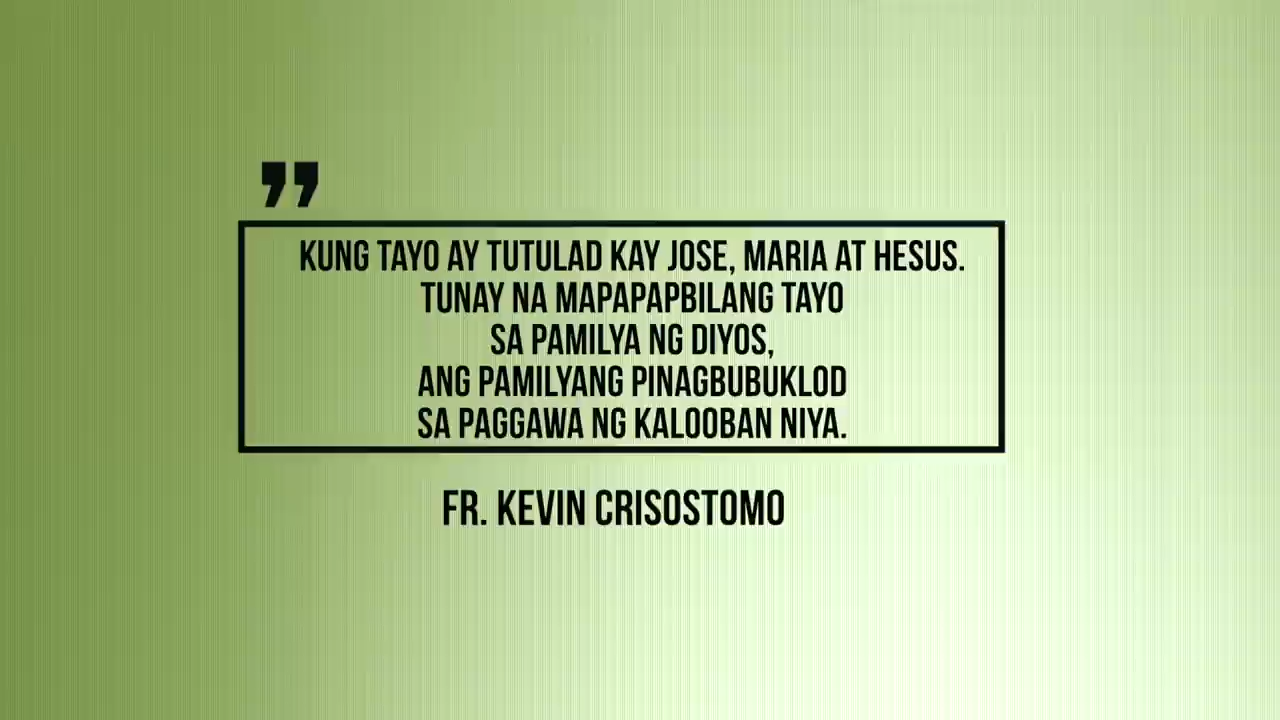 ”
KUNG TAYO AY TUTULAD KAY JOSE, MARIA AT HESUS.
TUNAY NA MAPAPAPBILANG TAYO
SA PAMILYA NG DIYOS,
ANG PAMILYANG PINAGBUBUKLOD
SA PAGGAWA NG KALOOBAN NIYA.
FR. KEVIN CRISOSTOMO